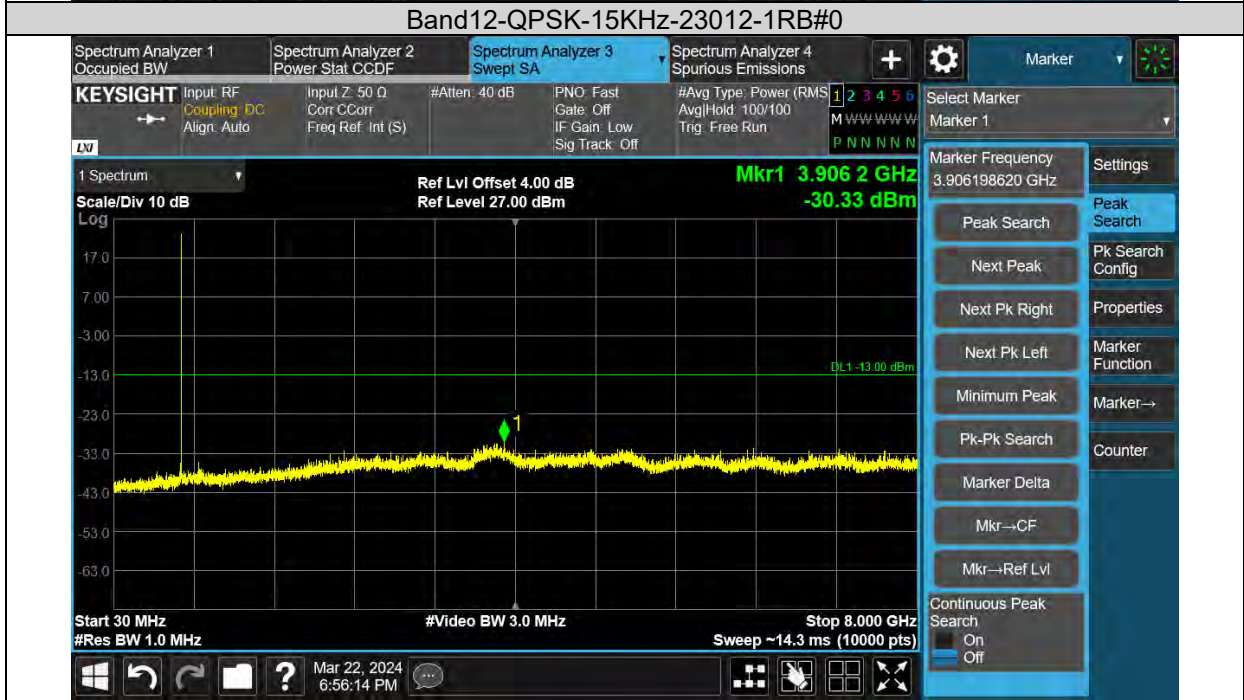 Band12-QPSK-15KHz-23012-1RB#0
Spectrum Analyzer 1
Occupied BW
Spectrum Analyzer 2
Power Stat CCDF
Spectrum Analyzer 3
Swept SA
Spectrum Analyzer 4
Spurious Emissions
+
Marker
KEYSIGHT
LXI
Input: RF
Coupling: DC
Align: Auto
Input Z: 50 Ω
Corr CCorr
Freq Ref: Int (S)
#Atten: 40 dB
PNO: Fast
Gate: Off
IF Gain: Low
Sig Track: Off
#Avg Type: Power (RMS
Avg|Hold: 100/100
Trig: Free Run
1 2 3 4 5 6
M W W W W W
P N N N N N
Select Marker
Marker 1
1 Spectrum
Scale/Div 10 dB
Log
Ref Lvl Offset 4.00 dB
Ref Level 27.00 dBm
Mkr1 3.906 2 GHz
-30.33 dBm
17.0
7.00
-3.00
-13.0
-23.0
-33.0
-43.0
-53.0
-63.0
DL1 -13.00 dBm
1
Start 30 MHz
#Res BW 1.0 MHz
#Video BW 3.0 MHz
Stop 8.000 GHz
Sweep ~14.3 ms (10000 pts)
Marker Frequency
3.906198620 GHz
Peak Search
Next Peak
Next Pk Right
Next Pk Left
Minimum Peak
Pk-Pk Search
Marker Delta
Mkr→CF
Mkr→Ref Lvl
Continuous Peak
Search
On
Off
Settings
Peak
Search
Pk Search
Config
Properties
Marker
Function
Marker→
Counter
?
Mar 22, 2024
6:56:14 PM